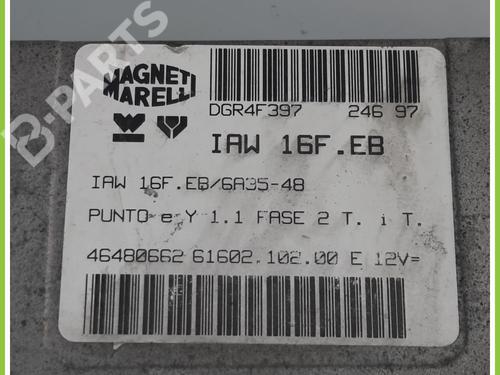 B-PARTS
MAGNETI
MARELLI
DGR4F397 246 97
IAW 16F.EB
IAW 16F.EB/6A35-48
PUNTO e Y 1.1 FASE 2 T. i T.
46480662 61602.102.00 E 12V=